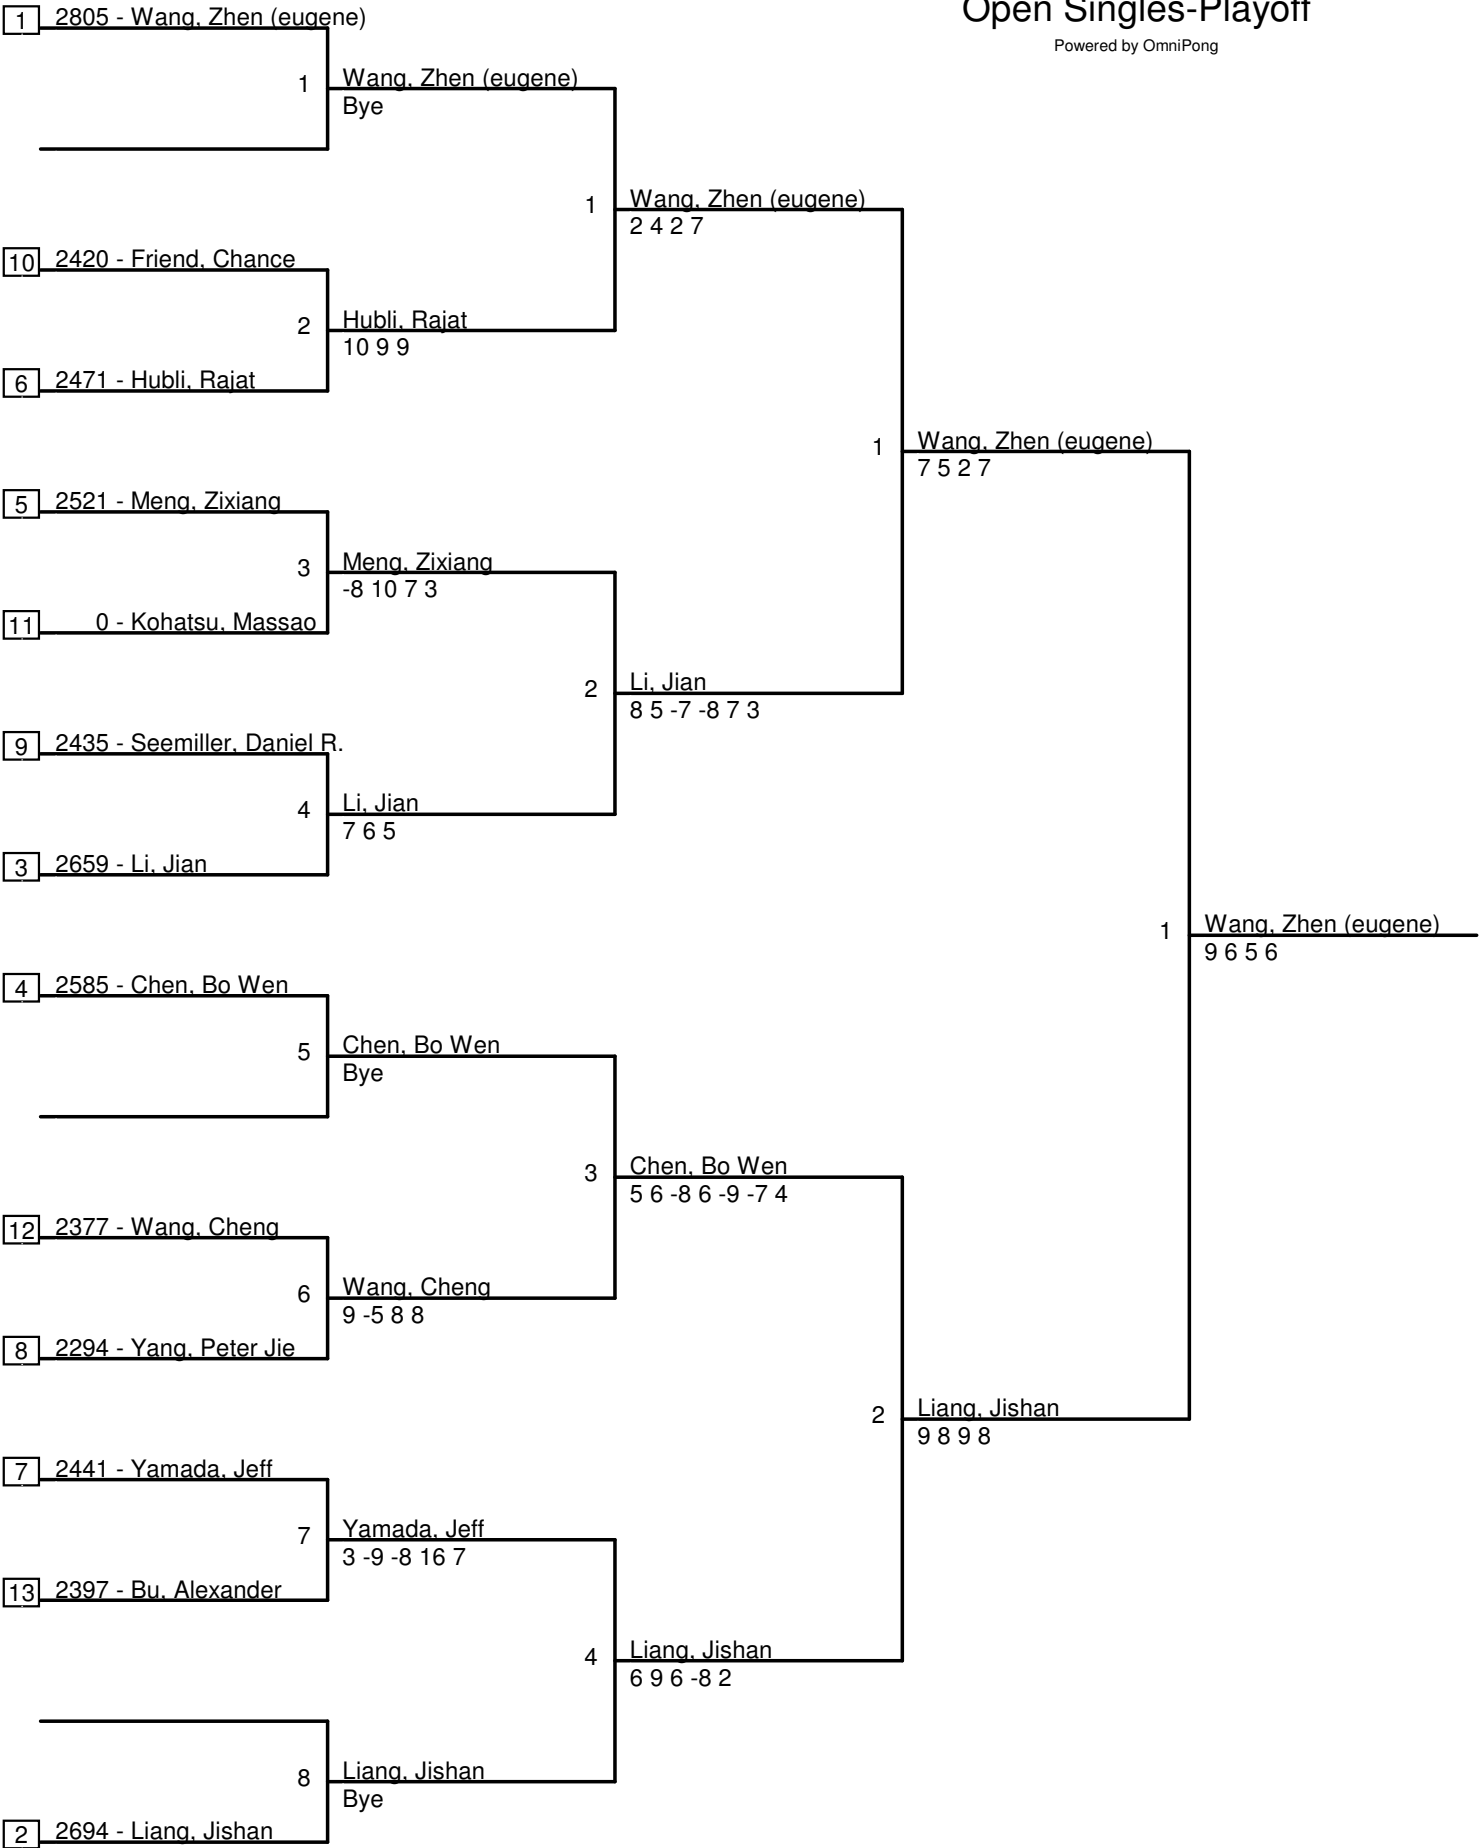 Open Singles-Playoff
Powered by OmniPong
1 2805 - Wang, Zhen (eugene)
1 Wang, Zhen (eugene)
Bye
1 Wang, Zhen (eugene)
2 4 2 7
10 2420 - Friend, Chance
2 Hubli, Rajat
10 9 9
6 2471 - Hubli, Rajat
1 Wang, Zhen (eugene)
7 5 2 7
5 2521 - Meng, Zixiang
3 Meng, Zixiang
-8 10 7 3
11 0 - Kohatsu, Massao
2 Li, Jian
8 5 -7 -8 7 3
9 2435 - Seemiller, Daniel R.
4 Li, Jian
7 6 5
3 2659 - Li, Jian
1 Wang, Zhen (eugene)
9 6 5 6
4 2585 - Chen, Bo Wen
5 Chen, Bo Wen
Bye
3 Chen, Bo Wen
5 6 -8 6 -9 -7 4
12 2377 - Wang, Cheng
6 Wang, Cheng
9 -5 8 8
8 2294 - Yang, Peter Jie
2 Liang, Jishan
9 8 9 8
7 2441 - Yamada, Jeff
7 Yamada, Jeff
3 -9 -8 16 7
13 2397 - Bu, Alexander
4 Liang, Jishan
6 9 6 -8 2
8 Liang, Jishan
Bye
2 2694 - Liang, Jishan